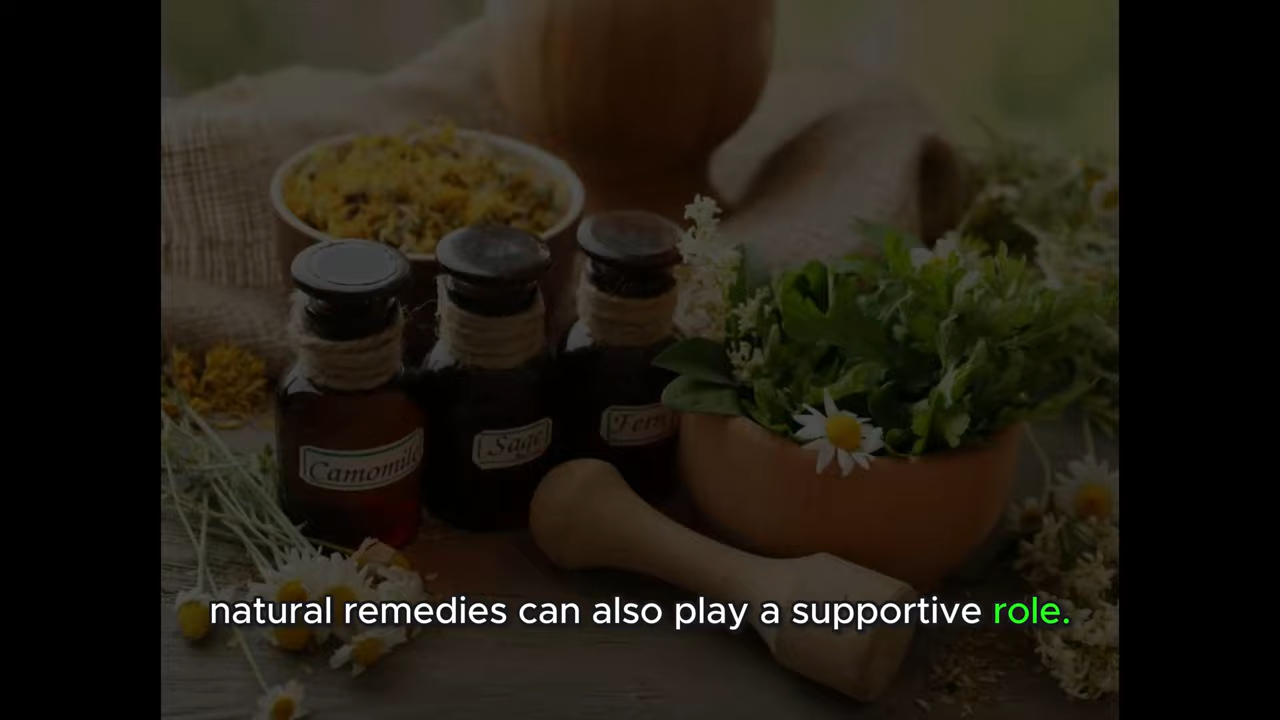 Camomile
Sage
natural remedies can also play a supportive role.